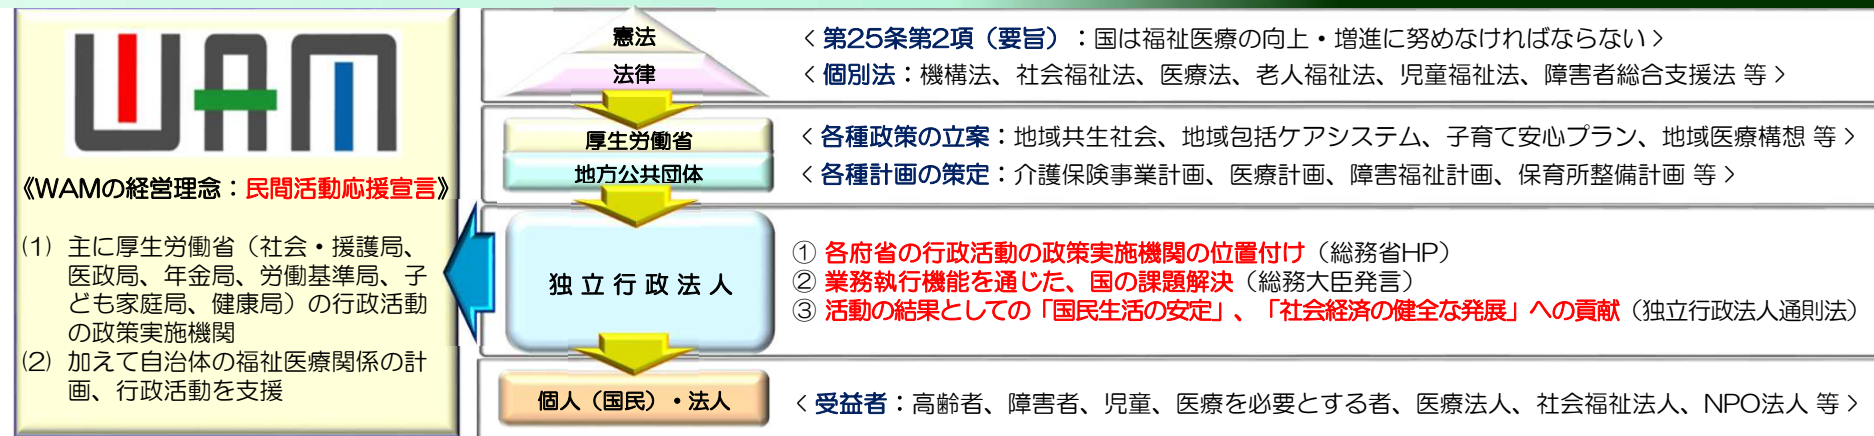 WAM
《WAMの経営理念：民間活動応援宣言》
(1) 主に厚生労働省（社会・援護局、
医政局、年金局、労働基準局、子
ども家庭局、健康局）の行政活動
の政策実施機関
(2) 加えて自治体の福祉医療関係の計
画、行政活動を支援
憲法
＜第25条第2項（要旨）：国は福祉医療の向上・増進に努めなければならない＞
法律
＜個別法：機構法、社会福祉法、医療法、老人福祉法、児童福祉法、障害者総合支援法 等＞
厚生労働省
＜各種政策の立案：地域共生社会、地域包括ケアシステム、子育て安心プラン、地域医療構想 等＞
地方公共団体
＜各種計画の策定：介護保険事業計画、医療計画、障害福祉計画、保育所整備計画 等＞
独立行政法人
① 各府省の行政活動の政策実施機関の位置付け（総務省HP）
② 業務執行機能を通じた、国の課題解決（総務大臣発言）
③ 活動の結果としての「国民生活の安定」、「社会経済の健全な発展」への貢献（独立行政法人通則法）
個人（国民）・法人
＜受益者：高齢者、障害者、児童、医療を必要とする者、医療法人、社会福祉法人、NPO法人 等＞